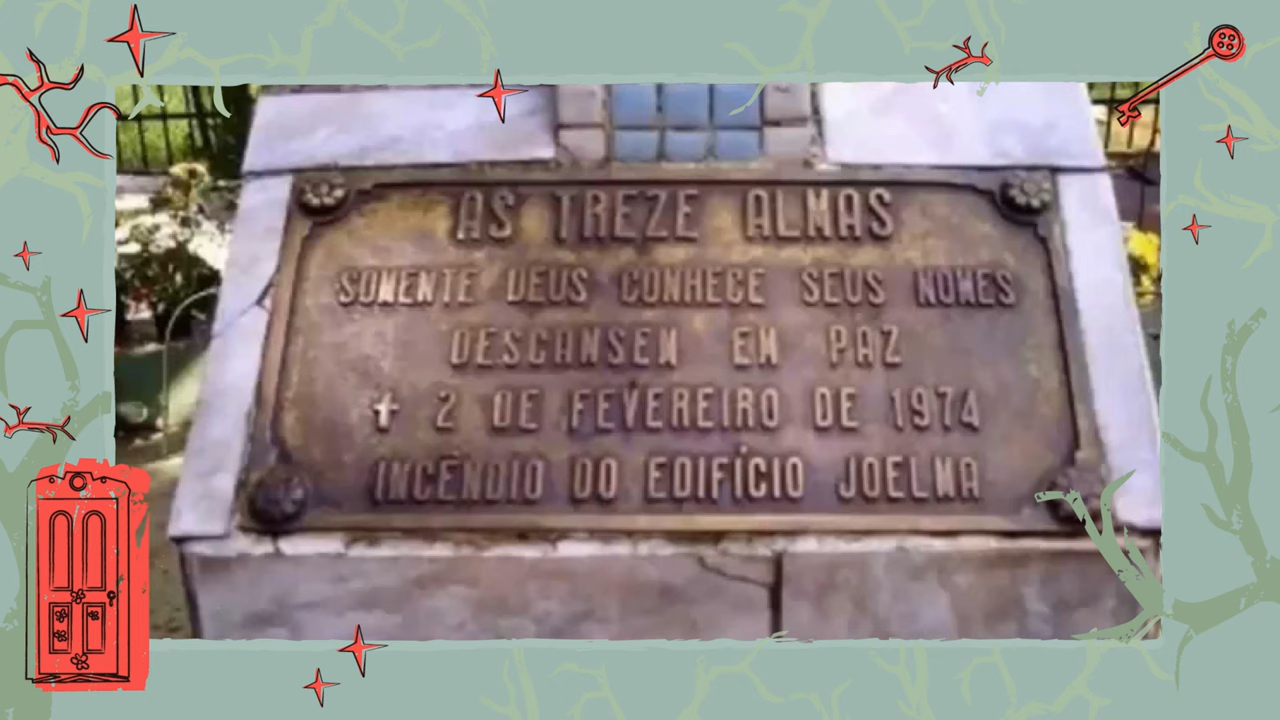 AS TREZE ALMAS
SOMENTE DEUS CONHECE SEUS NOMES
DESCANSEM EM PAZ
✝ 2 DE FEVEREIRO DE 1974
INCÊNDIO DO EDIFÍCIO JOELMA